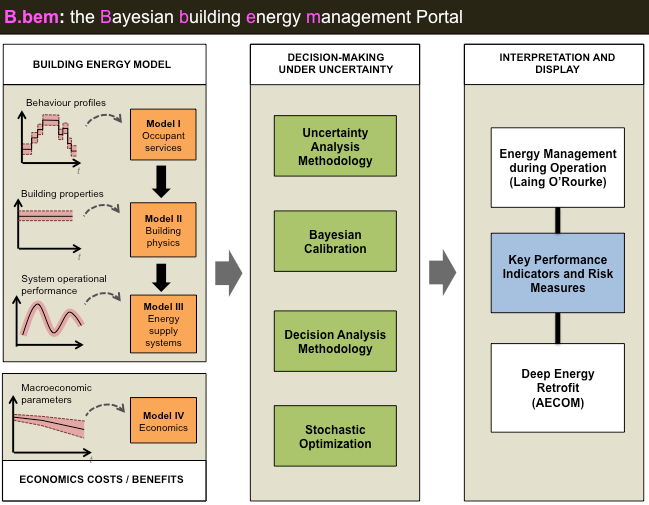 B.bem: the Bayesian building energy management Portal
BUILDING ENERGY MODEL
Behaviour profiles
t
Model I
Occupant
services
Building properties
t
Model II
Building
physics
System operational
performance
t
Model III
Energy
supply
systems
Macroeconomic
parameters
t
Model IV
Economics
ECONOMICS COSTS / BENEFITS
DECISION-MAKING
UNDER UNCERTAINTY
Uncertainty
Analysis
Methodology
Bayesian
Calibration
Decision Analysis
Methodology
Stochastic
Optimization
INTERPRETATION AND
DISPLAY
Energy Management
during Operation
(Laing O'Rourke)
Key Performance
Indicators and Risk
Measures
Deep Energy
Retrofit
(AECOM)